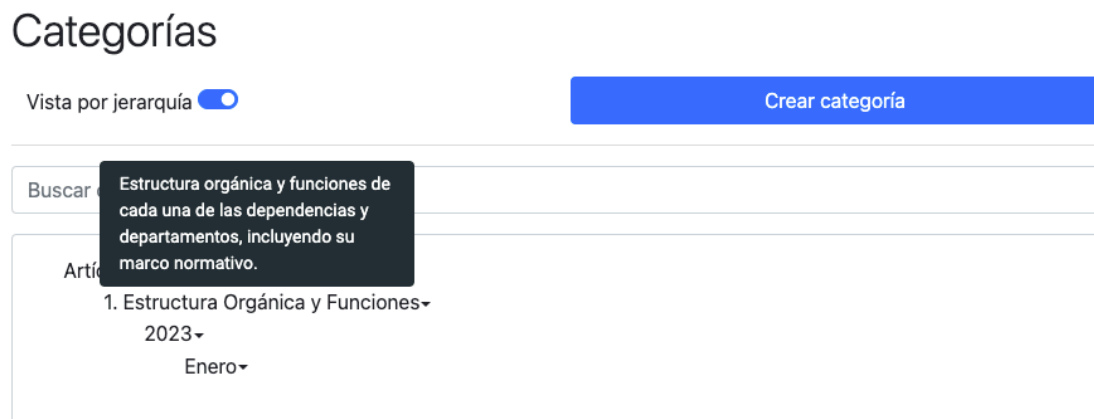 Categorías
Vista por jerarquía
Crear categoría
Buscar
Estructura orgánica y funciones de
cada una de las dependencias y
departamentos, incluyendo su
marco normativo.
1. Estructura Orgánica y Funciones
2023
Enero